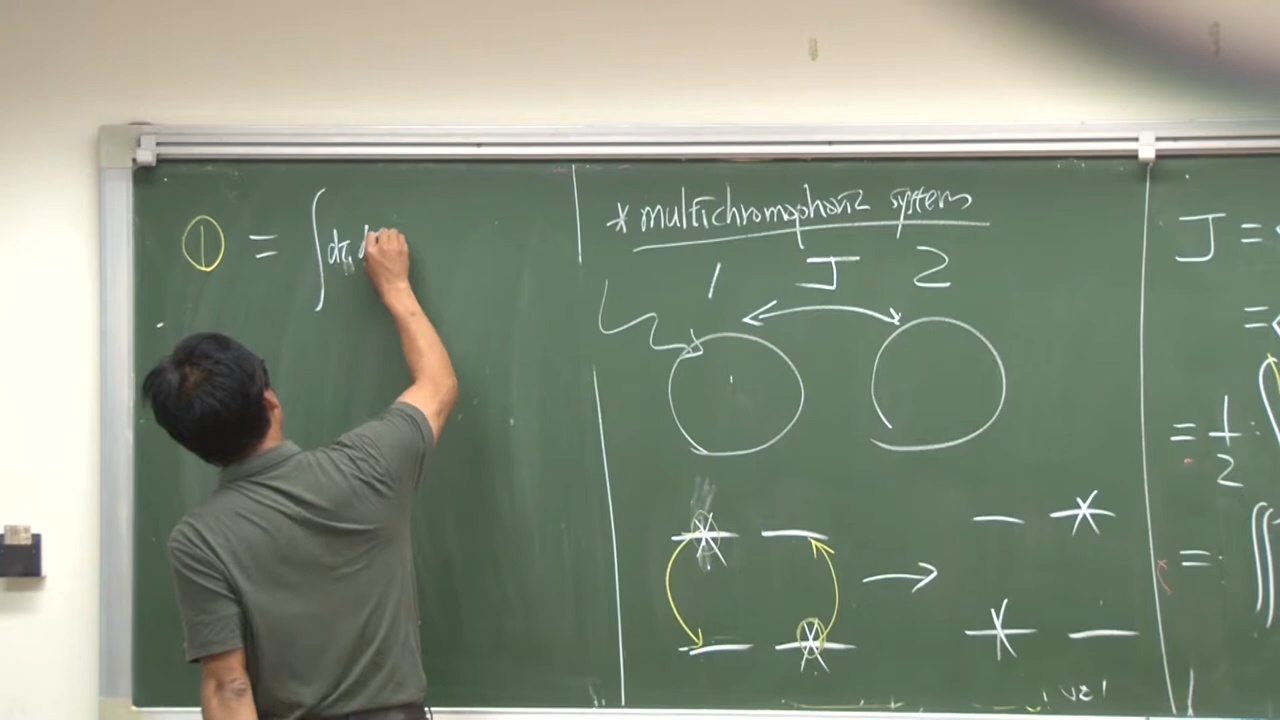 ① = ∫dτ₁ d
* multichromophoric system
1 J 2
J =
=
= 1/2
= ∬